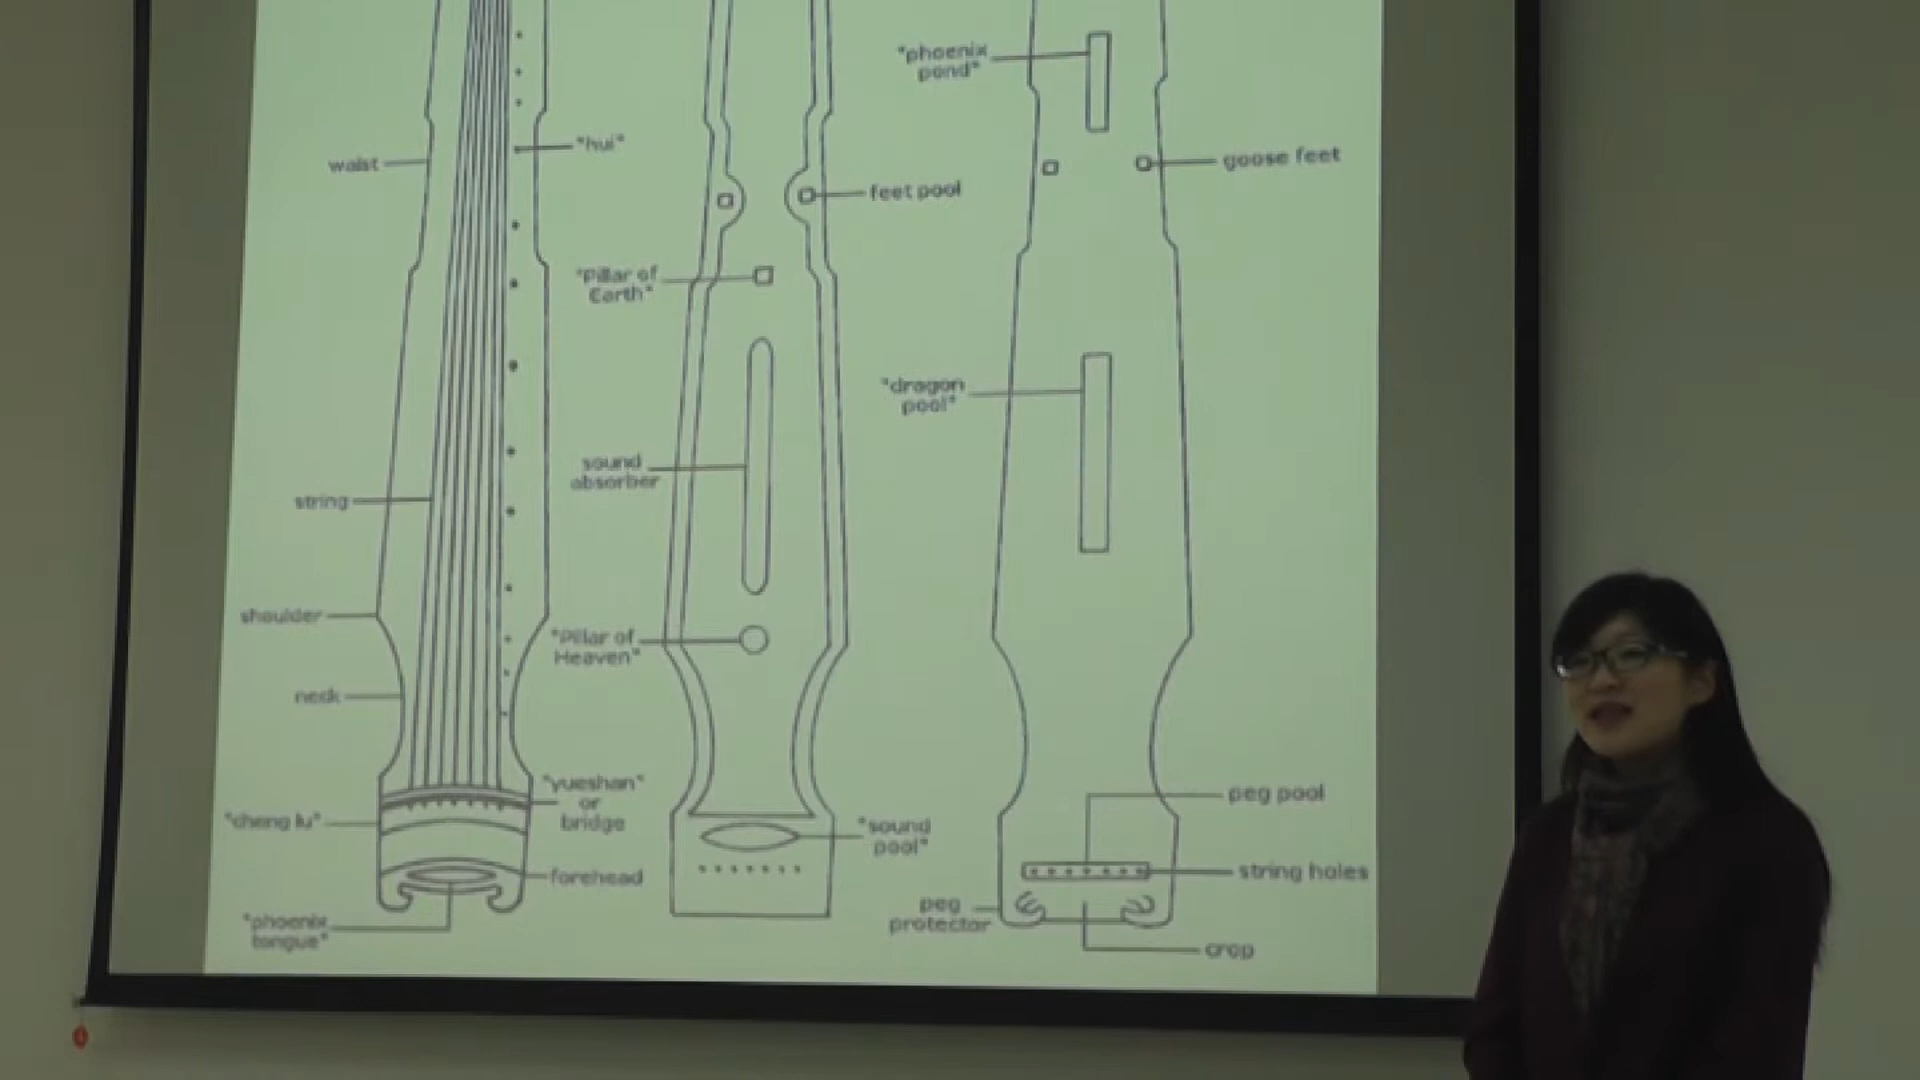 waist
"hui"
string
shoulder
neck
"cheng lu"
"yueshan"
or
bridge
forehead
"phoenix
tongue"
feet pool
"Pillar of
Earth"
sound
absorber
"Pillar of
Heaven"
"sound
pool"
"phoenix
pond"
goose feet
"dragon
pool"
peg pool
string holes
peg
protector
crop